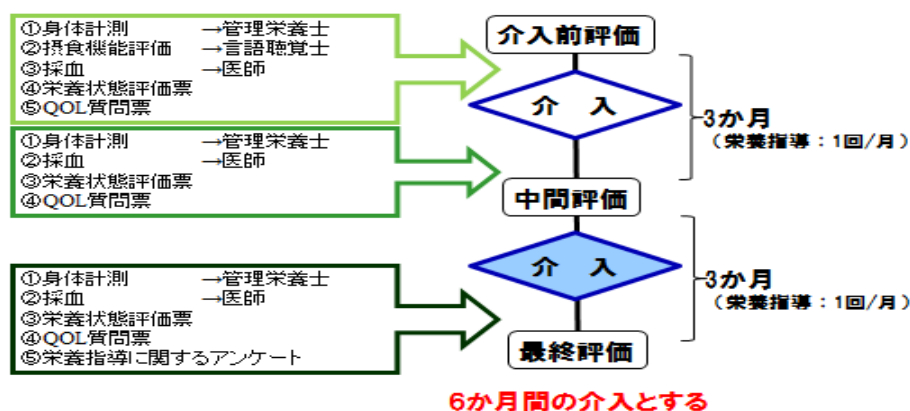 ①身体計測　→管理栄養士
②摂食機能評価　→言語聴覚士
③採血　→医師
④栄養状態評価票
⑤QOL質問票
介入前評価
介　入
3か月
（栄養指導：1回/月）
①身体計測　→管理栄養士
②採血　→医師
③栄養状態評価票
④QOL質問票
中間評価
介　入
3か月
（栄養指導：1回/月）
①身体計測　→管理栄養士
②採血　→医師
③栄養状態評価票
④QOL質問票
⑤栄養指導に関するアンケート
最終評価
6か月間の介入とする